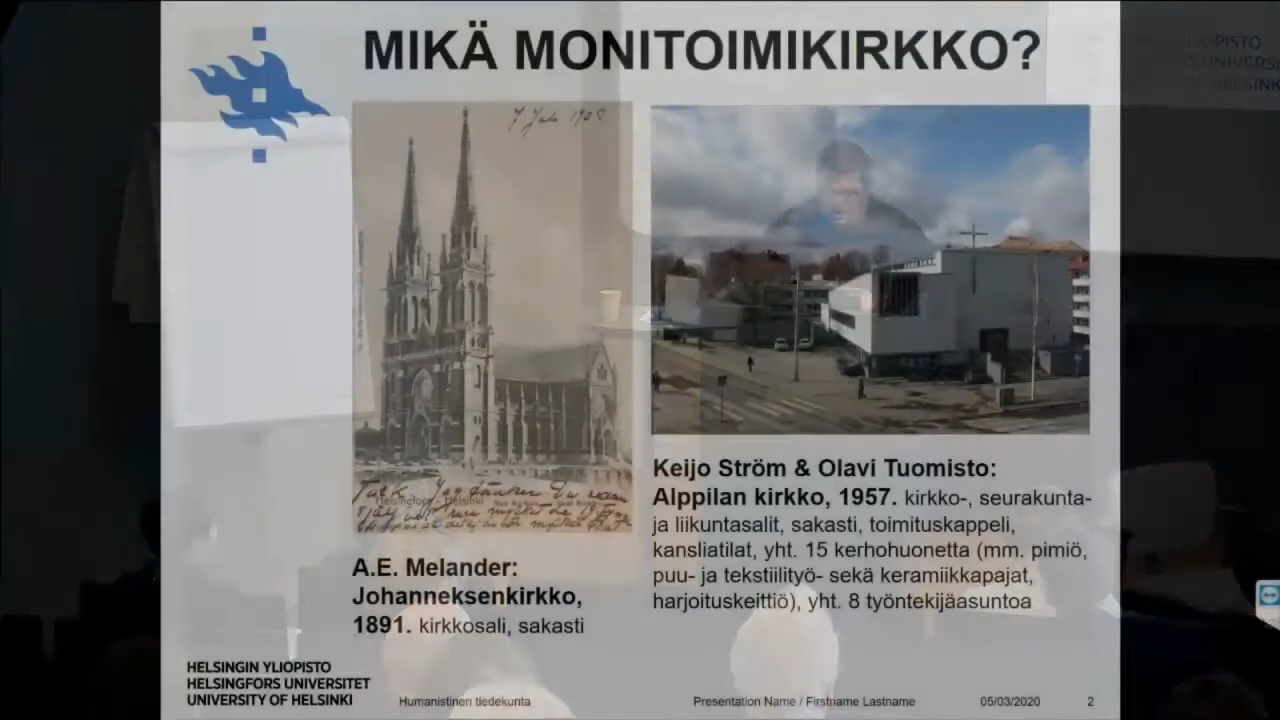 MIKÄ MONITOIMIKIRKKO?
Helsingfors - Helsinki
A.E. Melander:
Johanneksenkirkko,
1891. kirkkosali, sakasti
Keijo Ström & Olavi Tuomisto:
Alppilan kirkko, 1957. kirkko-, seurakunta-
ja liikuntasalit, sakasti, toimituskappeli,
kansliatilat, yht. 15 kerhohuonetta (mm. pimiö,
puu- ja tekstiilityö- sekä keramiikkapajat,
harjoituskeittiö), yht. 8 työntekijäasuntoa
HELSINGIN YLIOPISTO
HELSINGFORS UNIVERSITET
UNIVERSITY OF HELSINKI
Humanistinen tiedekunta
Presentation Name / Firstname Lastname
05/03/2020
2